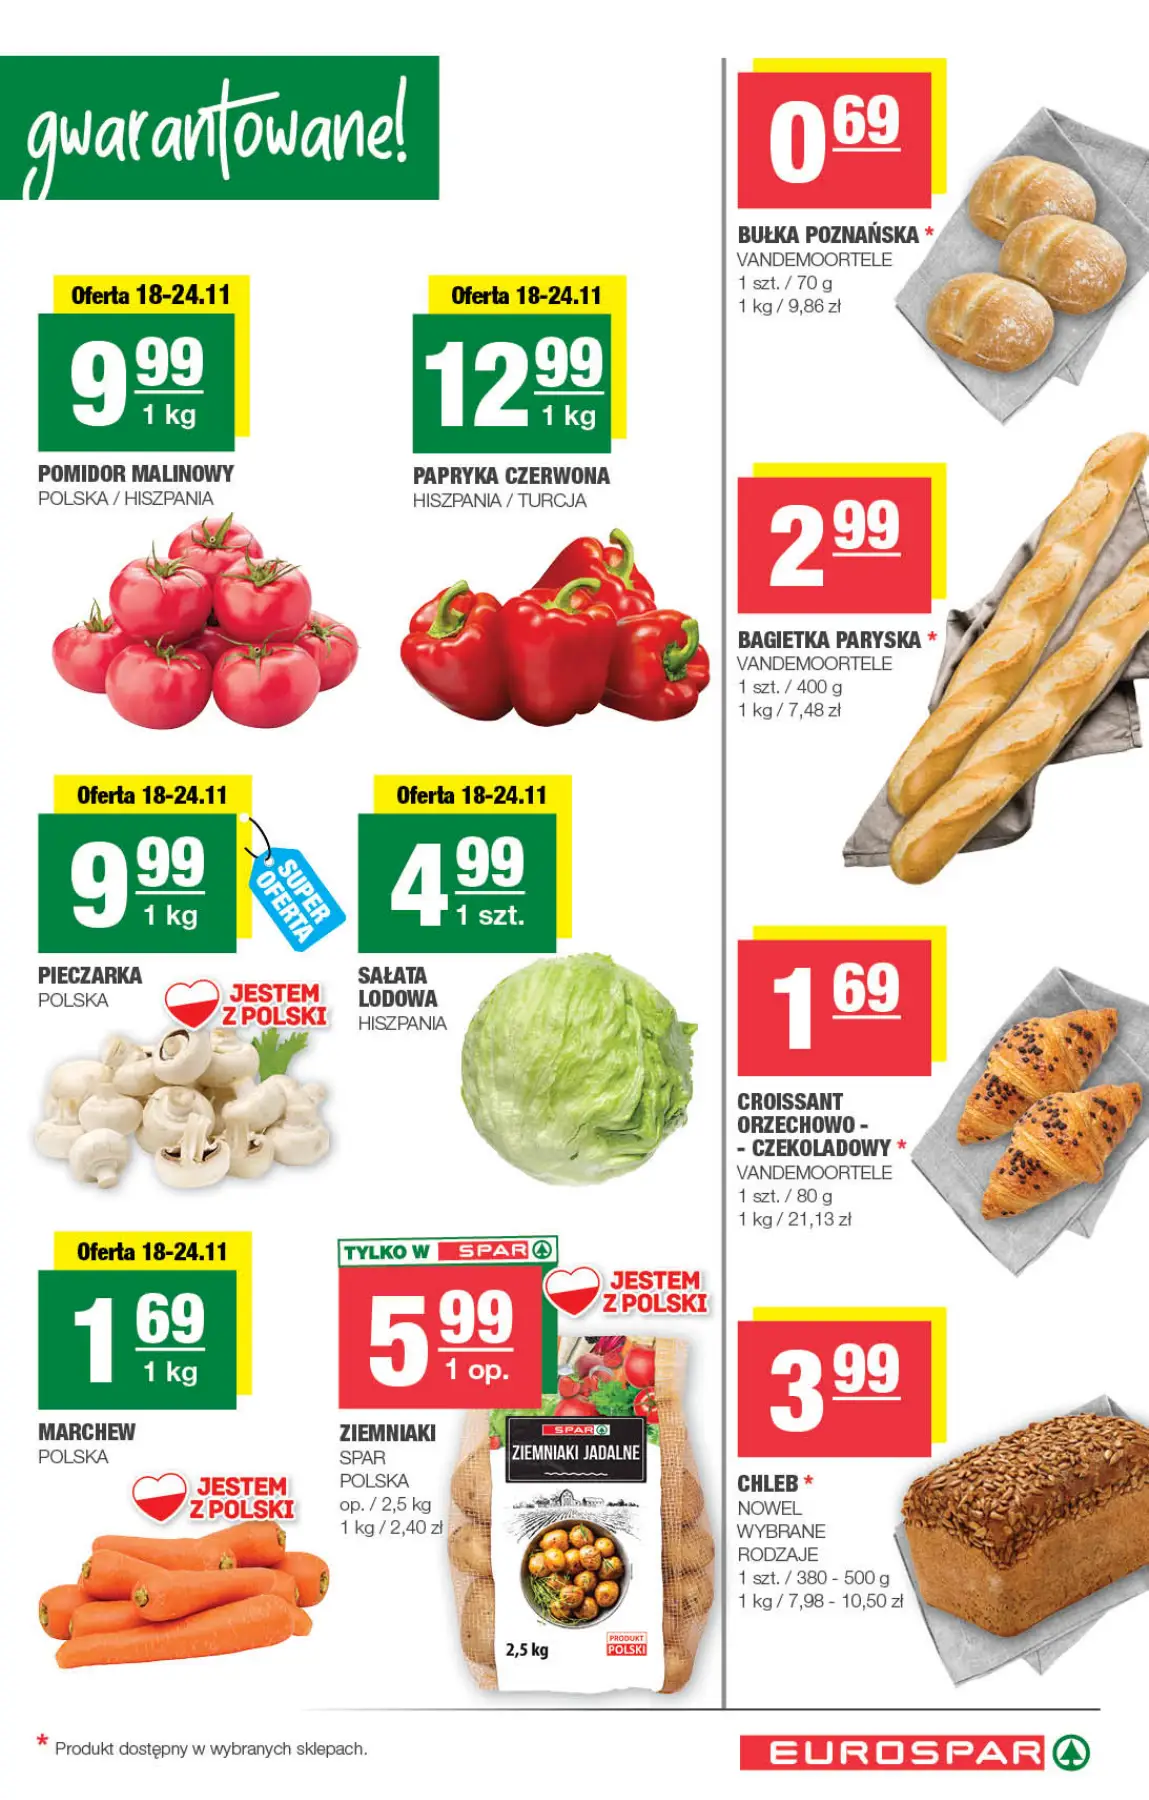 gwarantowane!
Oferta 18-24.11
9 99
1 kg
POMIDOR MALINOWY
POLSKA / HISZPANIA
Oferta 18-24.11
12 99
1 kg
PAPRYKA CZERWONA
HISZPANIA / TURCJA
Oferta 18-24.11
9 99
1 kg
SUPER
OFERTA
PIECZARKA
POLSKA
JESTEM
Z POLSKI
Oferta 18-24.11
4 99
1 szt.
SAŁATA
LODOWA
HISZPANIA
Oferta 18-24.11
1 69
1 kg
MARCHEW
POLSKA
JESTEM
Z POLSKI
TYLKO W SPAR
5 99
1 op.
JESTEM
Z POLSKI
ZIEMNIAKI
SPAR
POLSKA
op. / 2,5 kg
1 kg / 2,40 zł
SPAR
ZIEMNIAKI JADALNE
2,5 kg
PRODUKT
POLSKI
0 69
BUŁKA POZNAŃSKA *
VANDEMOORTELE
1 szt. / 70 g
1 kg / 9,86 zł
2 99
BAGIETKA PARYSKA *
VANDEMOORTELE
1 szt. / 400 g
1 kg / 7,48 zł
1 69
CROISSANT
ORZECHOWO -
- CZEKOLADOWY *
VANDEMOORTELE
1 szt. / 80 g
1 kg / 21,13 zł
3 99
CHLEB *
NOWEL
WYBRANE
RODZAJE
1 szt. / 380 - 500 g
1 kg / 7,98 - 10,50 zł
* Produkt dostępny w wybranych sklepach.
EUROSPAR